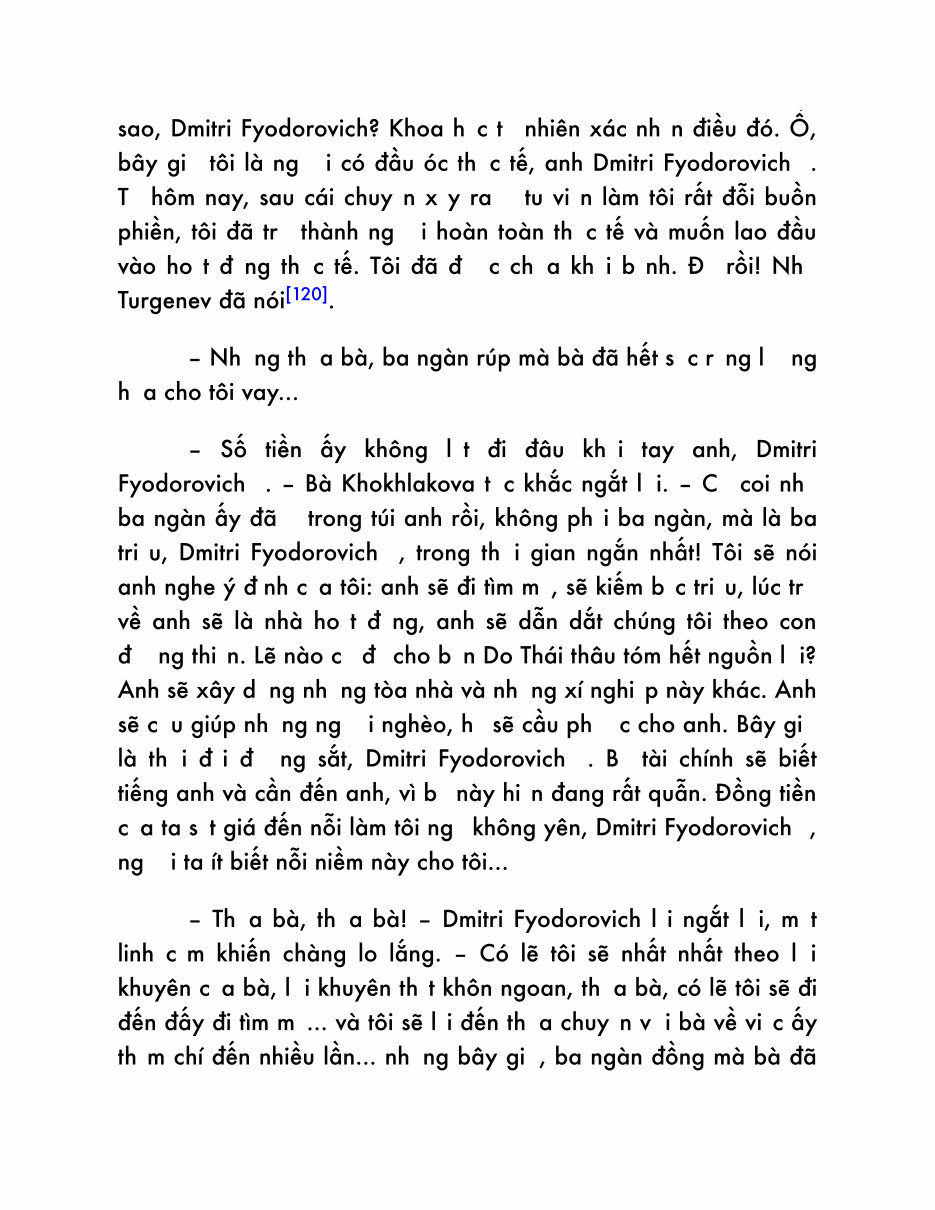 sao, Dmitri Fyodorovich? Khoa h c t nhiên xác nh n điều đó. Ồ,
bây gi tôi là ng i có đầu óc th c tế, anh Dmitri Fyodorovich .
T hôm nay, sau cái chuy n x y ra tu vi n làm tôi rất đỗi buồn
phiền, tôi đã tr thành ng i hoàn toàn th c tế và muốn lao đầu
vào ho t đ ng th c tế. Tôi đã đ c ch a kh i b nh. Đ rồi! Nh
Turgenev đã nói[120].
– Nh ng th a bà, ba ngàn rúp mà bà đã hết s c r ng l ng
h a cho tôi vay...
– Số tiền ấy không l t đi đâu kh i tay anh, Dmitri
Fyodorovich . – Bà Khokhlakova t c khắc ngắt l i. – C coi nh
ba ngàn ấy đã trong túi anh rồi, không ph i ba ngàn, mà là ba
tri u, Dmitri Fyodorovich , trong th i gian ngắn nhất! Tôi sẽ nói
anh nghe ý đ nh c a tôi: anh sẽ đi tìm m , sẽ kiếm b c tri u, lúc tr
về anh sẽ là nhà ho t đ ng, anh sẽ dẫn dắt chúng tôi theo con
đ ng thi n. Lẽ nào c đ cho b n Do Thái thâu tóm hết nguồn l i?
Anh sẽ xây d ng nh ng tòa nhà và nh ng xí nghi p này khác. Anh
sẽ c u giúp nh ng ng i nghèo, h sẽ cầu ph c cho anh. Bây gi
là th i đ i đ ng sắt, Dmitri Fyodorovich . B tài chính sẽ biết
tiếng anh và cần đến anh, vì b này hi n đang rất quẫn. Đồng tiền
c a ta s t giá đến nỗi làm tôi ng không yên, Dmitri Fyodorovich ,
ng i ta ít biết nỗi niềm này cho tôi...
– Th a bà, th a bà! – Dmitri Fyodorovich l i ngắt l i, m t
linh c m khiến chàng lo lắng. – Có lẽ tôi sẽ nhất nhất theo l i
khuyên c a bà, l i khuyên th t khôn ngoan, th a bà, có lẽ tôi sẽ đi
đến đấy đi tìm m ... và tôi sẽ l i đến th a chuy n v i bà về vi c ấy
th m chí đến nhiều lần... nh ng bây gi , ba ngàn đồng mà bà đã